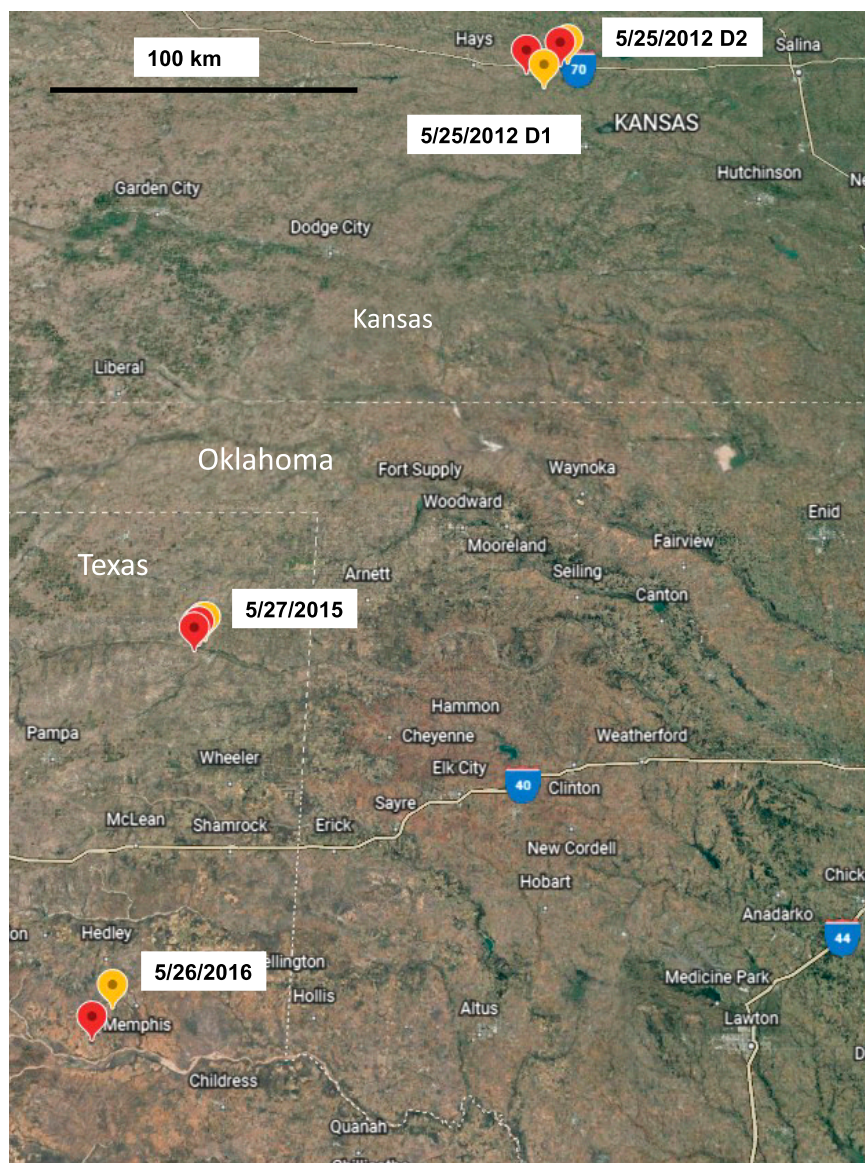 Hays
5/25/2012 D2
Salina
100 km
70
5/25/2012 D1
KANSAS
Hutchinson
Ne
Garden City
Dodge City
Kansas
Liberal
Oklahoma
Fort Supply
Waynoka
Woodward
Enid
Mooreland
Fairview
Texas
Arnett
Seiling
Canton
5/27/2015
Hammon
Pampa
Cheyenne
Weatherford
Wheeler
Elk City
40
Clinton
Sayre
McLean
Shamrock
Erick
New Cordell
Hobart
Chick
Anadarko
on
Hedley
44
5/26/2016
ellington
Medicine Park
Hollis
Altus
Lawton
Memphis
D
Childress
Quanah